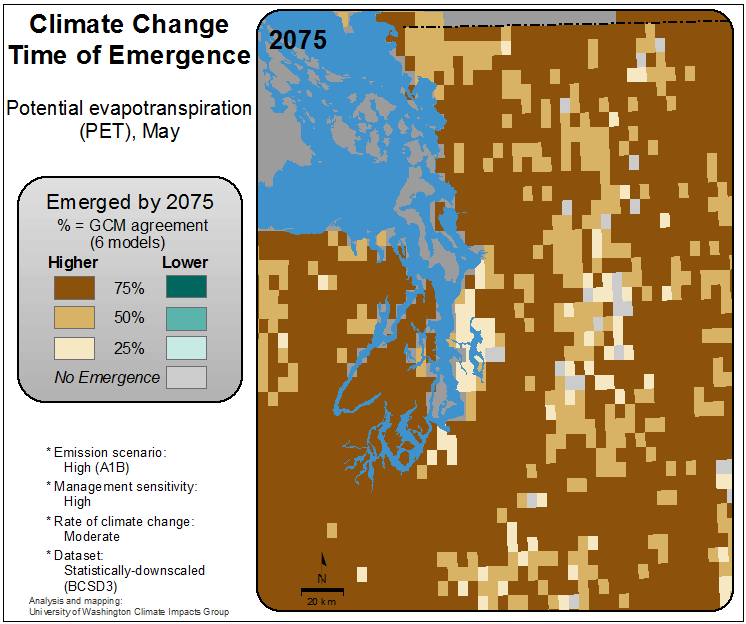 Climate Change
Time of Emergence
Potential evapotranspiration
(PET), May
Emerged by 2075
% = GCM agreement
(6 models)
Higher Lower
75%
50%
25%
No Emergence
* Emission scenario:
High (A1B)
* Management sensitivity:
High
* Rate of climate change:
Moderate
* Dataset:
Statistically-downscaled
(BCSD3)
Analysis and mapping:
University of Washington Climate Impacts Group
2075
N
20 km